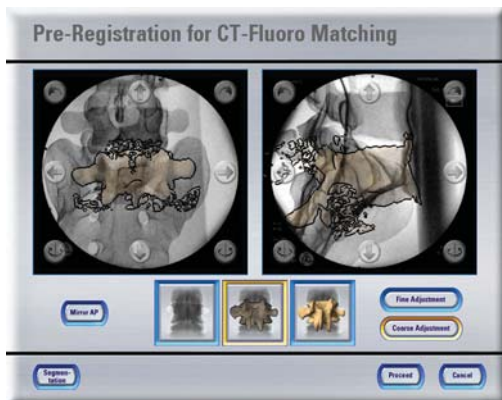 Pre-Registration for CT-Fluoro Matching
Mirror AP
Fine Adjustment
Coarse Adjustment
Segmen-
tation
Proceed
Cancel